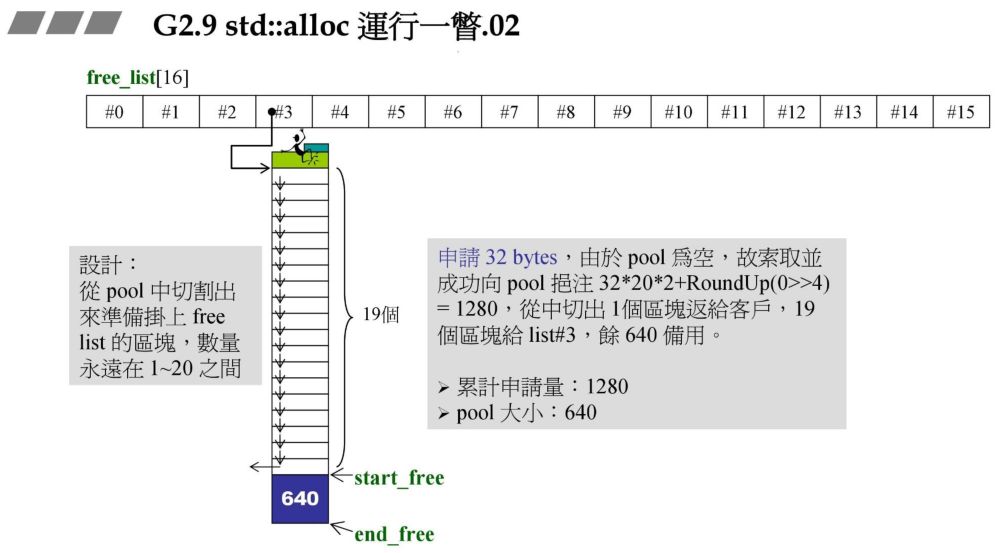 G2.9 std::alloc 運行一瞥.02
free_list[16]
#0 #1 #2 #3 #4 #5 #6 #7 #8 #9 #10 #11 #12 #13 #14 #15
設計：
從 pool 中切割出
來準備掛上 free
list 的區塊，數量
永遠在 1~20 之間
19個
申請 32 bytes，由於 pool 爲空，故索取並
成功向 pool 挹注 32*20*2+RoundUp(0>>4)
= 1280，從中切出 1個區塊返給客戶，19
個區塊給 list#3，餘 640 備用。
➢ 累計申請量：1280
➢ pool 大小：640
start_free
640
end_free